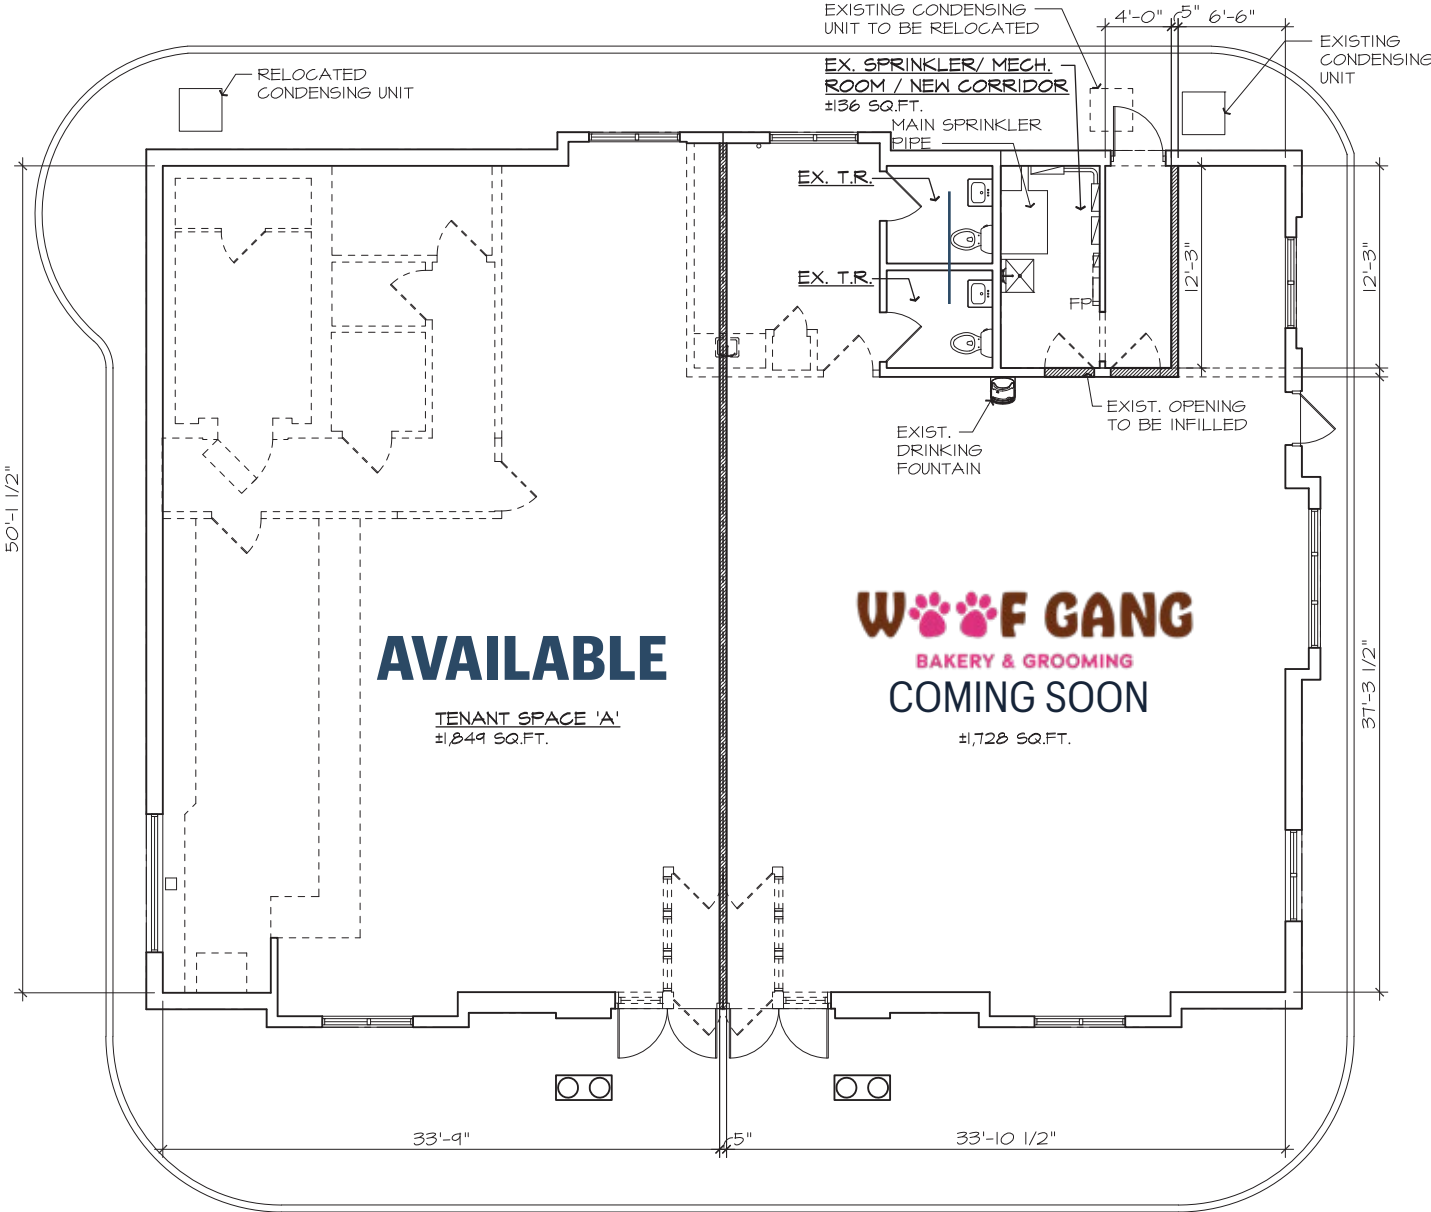 EXISTING CONDENSING
UNIT TO BE RELOCATED
4'-0"
5"
6'-6"
EXISTING
CONDENSING
UNIT
RELOCATED
CONDENSING UNIT
EX. SPRINKLER/ MECH.
ROOM / NEW CORRIDOR
±136 SQ.FT.
MAIN SPRINKLER
PIPE
EX. T.R.
EX. T.R.
12'-3"
12'-3"
FP
EXIST. OPENING
TO BE INFILLED
EXIST.
DRINKING
FOUNTAIN
50'-1 1/2"
WOOF GANG
BAKERY & GROOMING
COMING SOON
±1,728 SQ.FT.
AVAILABLE
TENANT SPACE 'A'
±1,849 SQ.FT.
37'-3 1/2"
33'-9"
5"
33'-10 1/2"